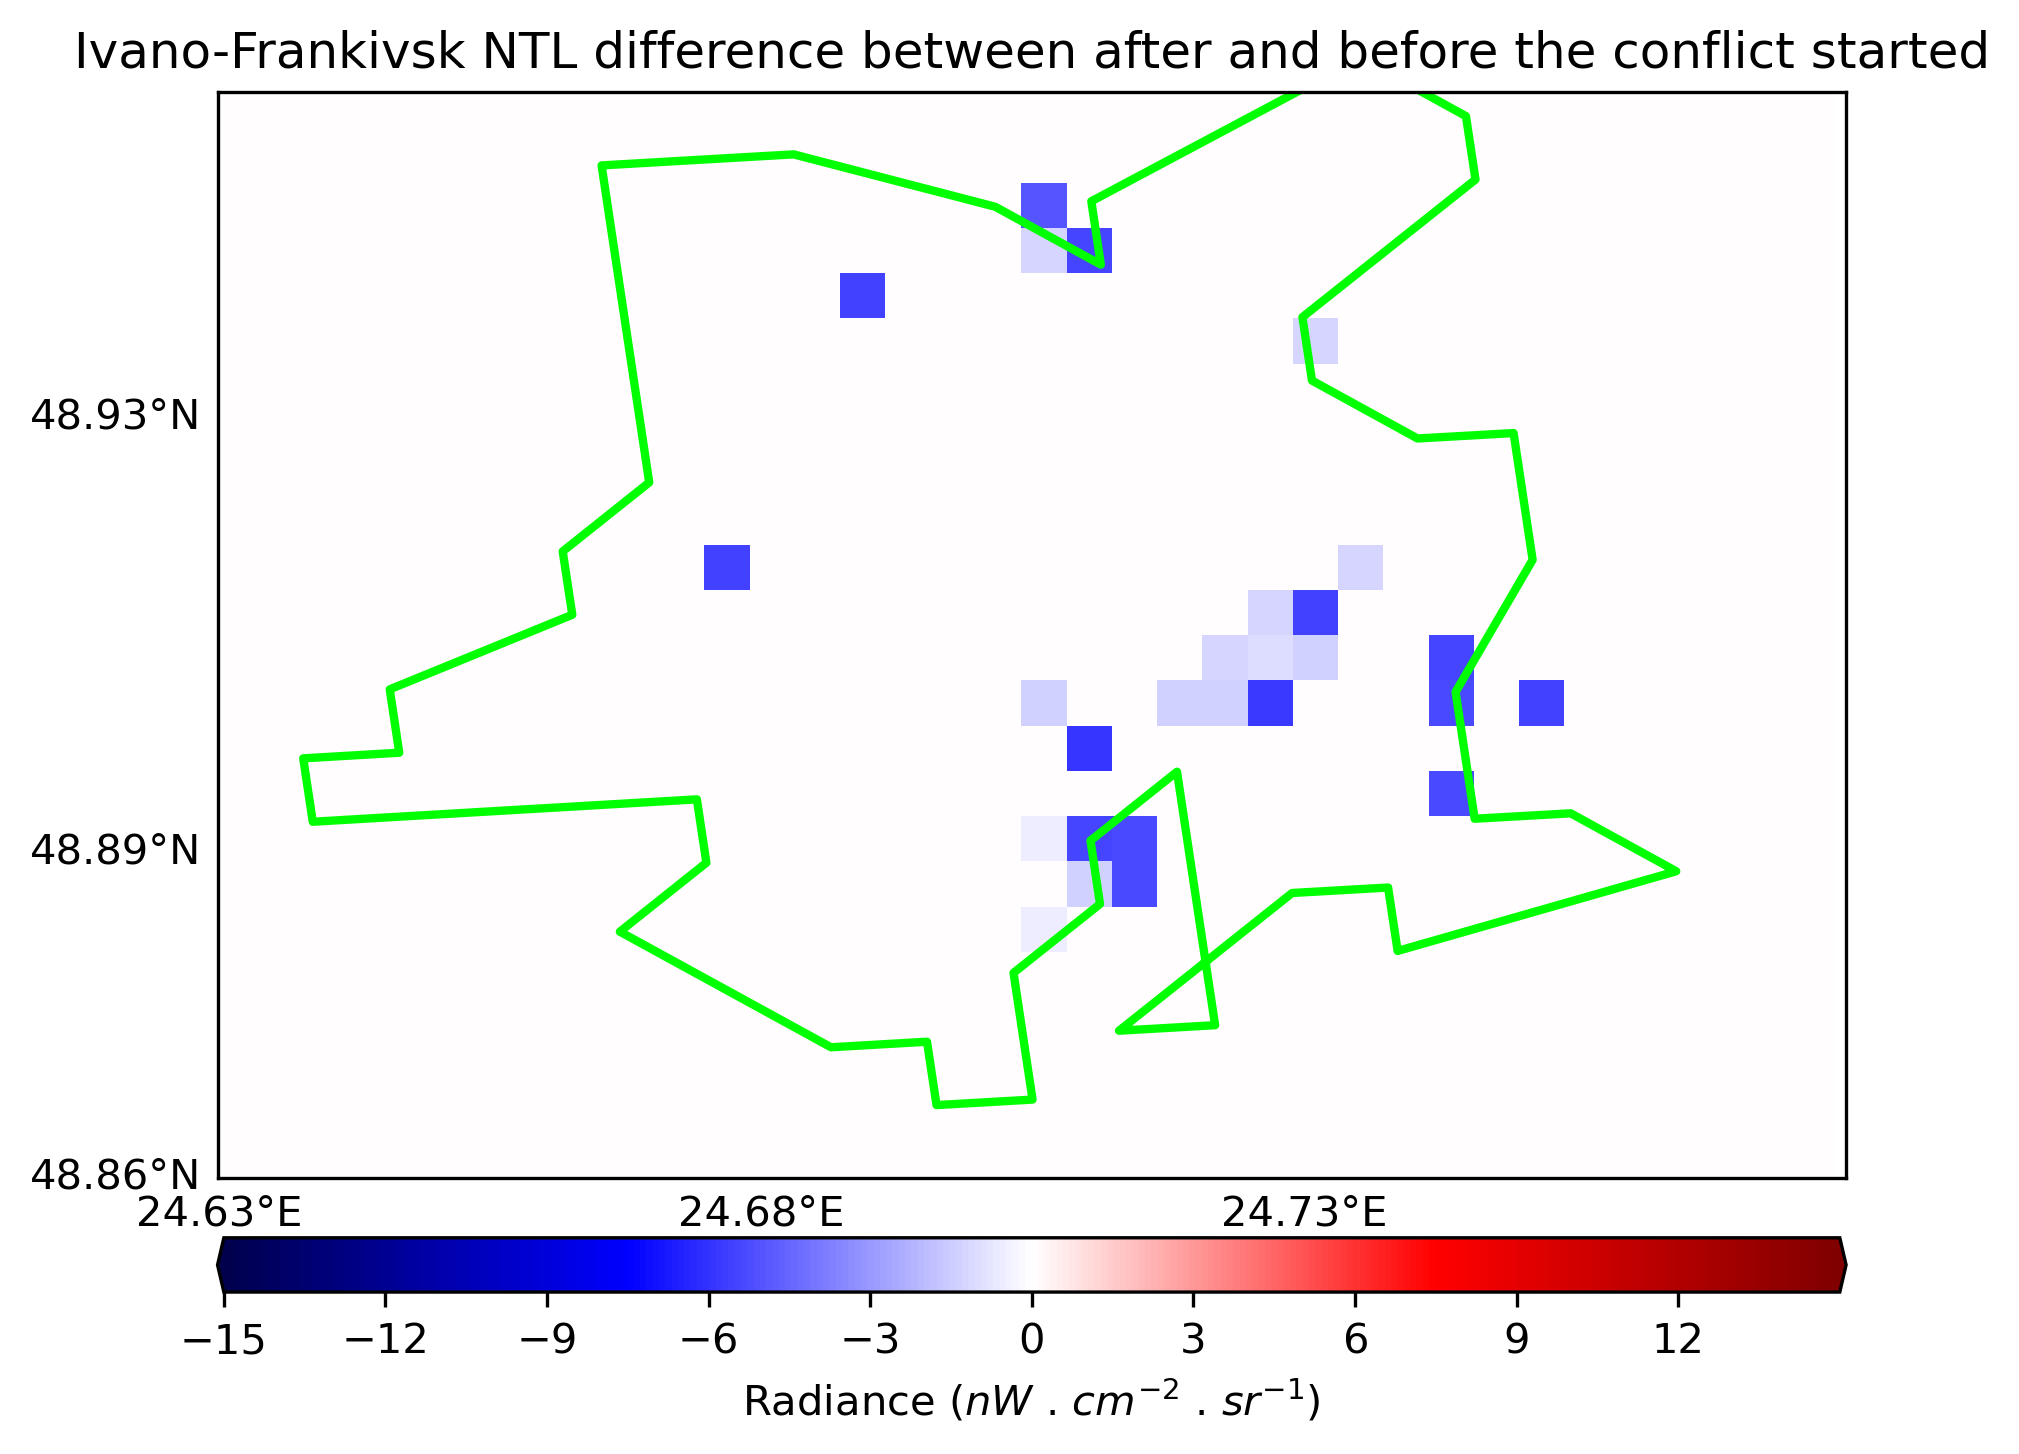 Ivano-Frankivsk NTL difference between after and before the conflict started
48.93°N
48.89°N
48.86°N
24.63°E 24.68°E 24.73°E
−15 −12 −9 −6 −3 0 3 6 9 12
Radiance (nW . cm⁻² . sr⁻¹)